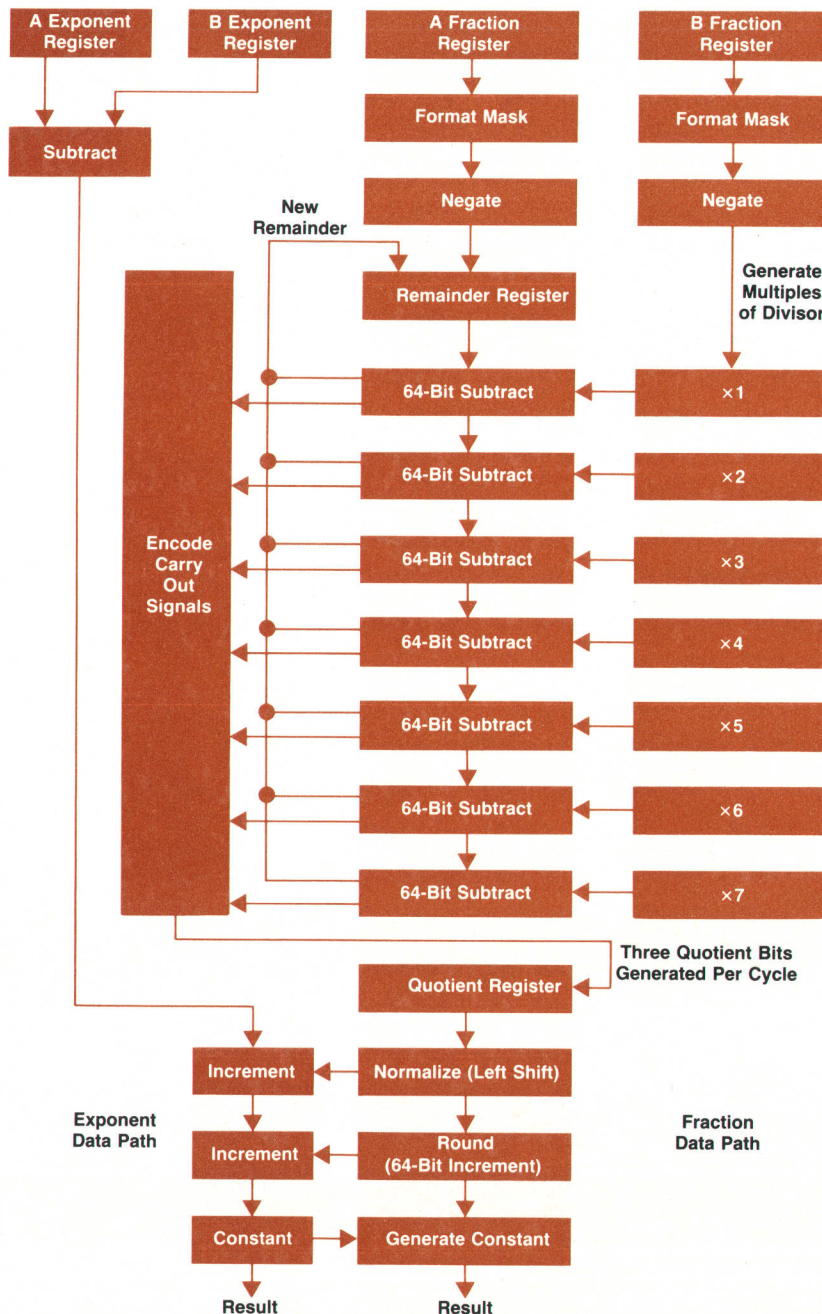 A Exponent
Register
B Exponent
Register
A Fraction
Register
B Fraction
Register
Format Mask
Format Mask
Subtract
Negate
Negate
New
Remainder
Generate
Multiples
of Divisor
Remainder Register
64-Bit Subtract
×1
64-Bit Subtract
×2
64-Bit Subtract
×3
Encode
Carry
Out
Signals
64-Bit Subtract
×4
64-Bit Subtract
×5
64-Bit Subtract
×6
64-Bit Subtract
×7
Three Quotient Bits
Generated Per Cycle
Quotient Register
Increment
Normalize (Left Shift)
Exponent
Data Path
Fraction
Data Path
Increment
Round
(64-Bit Increment)
Constant
Generate Constant
Result
Result